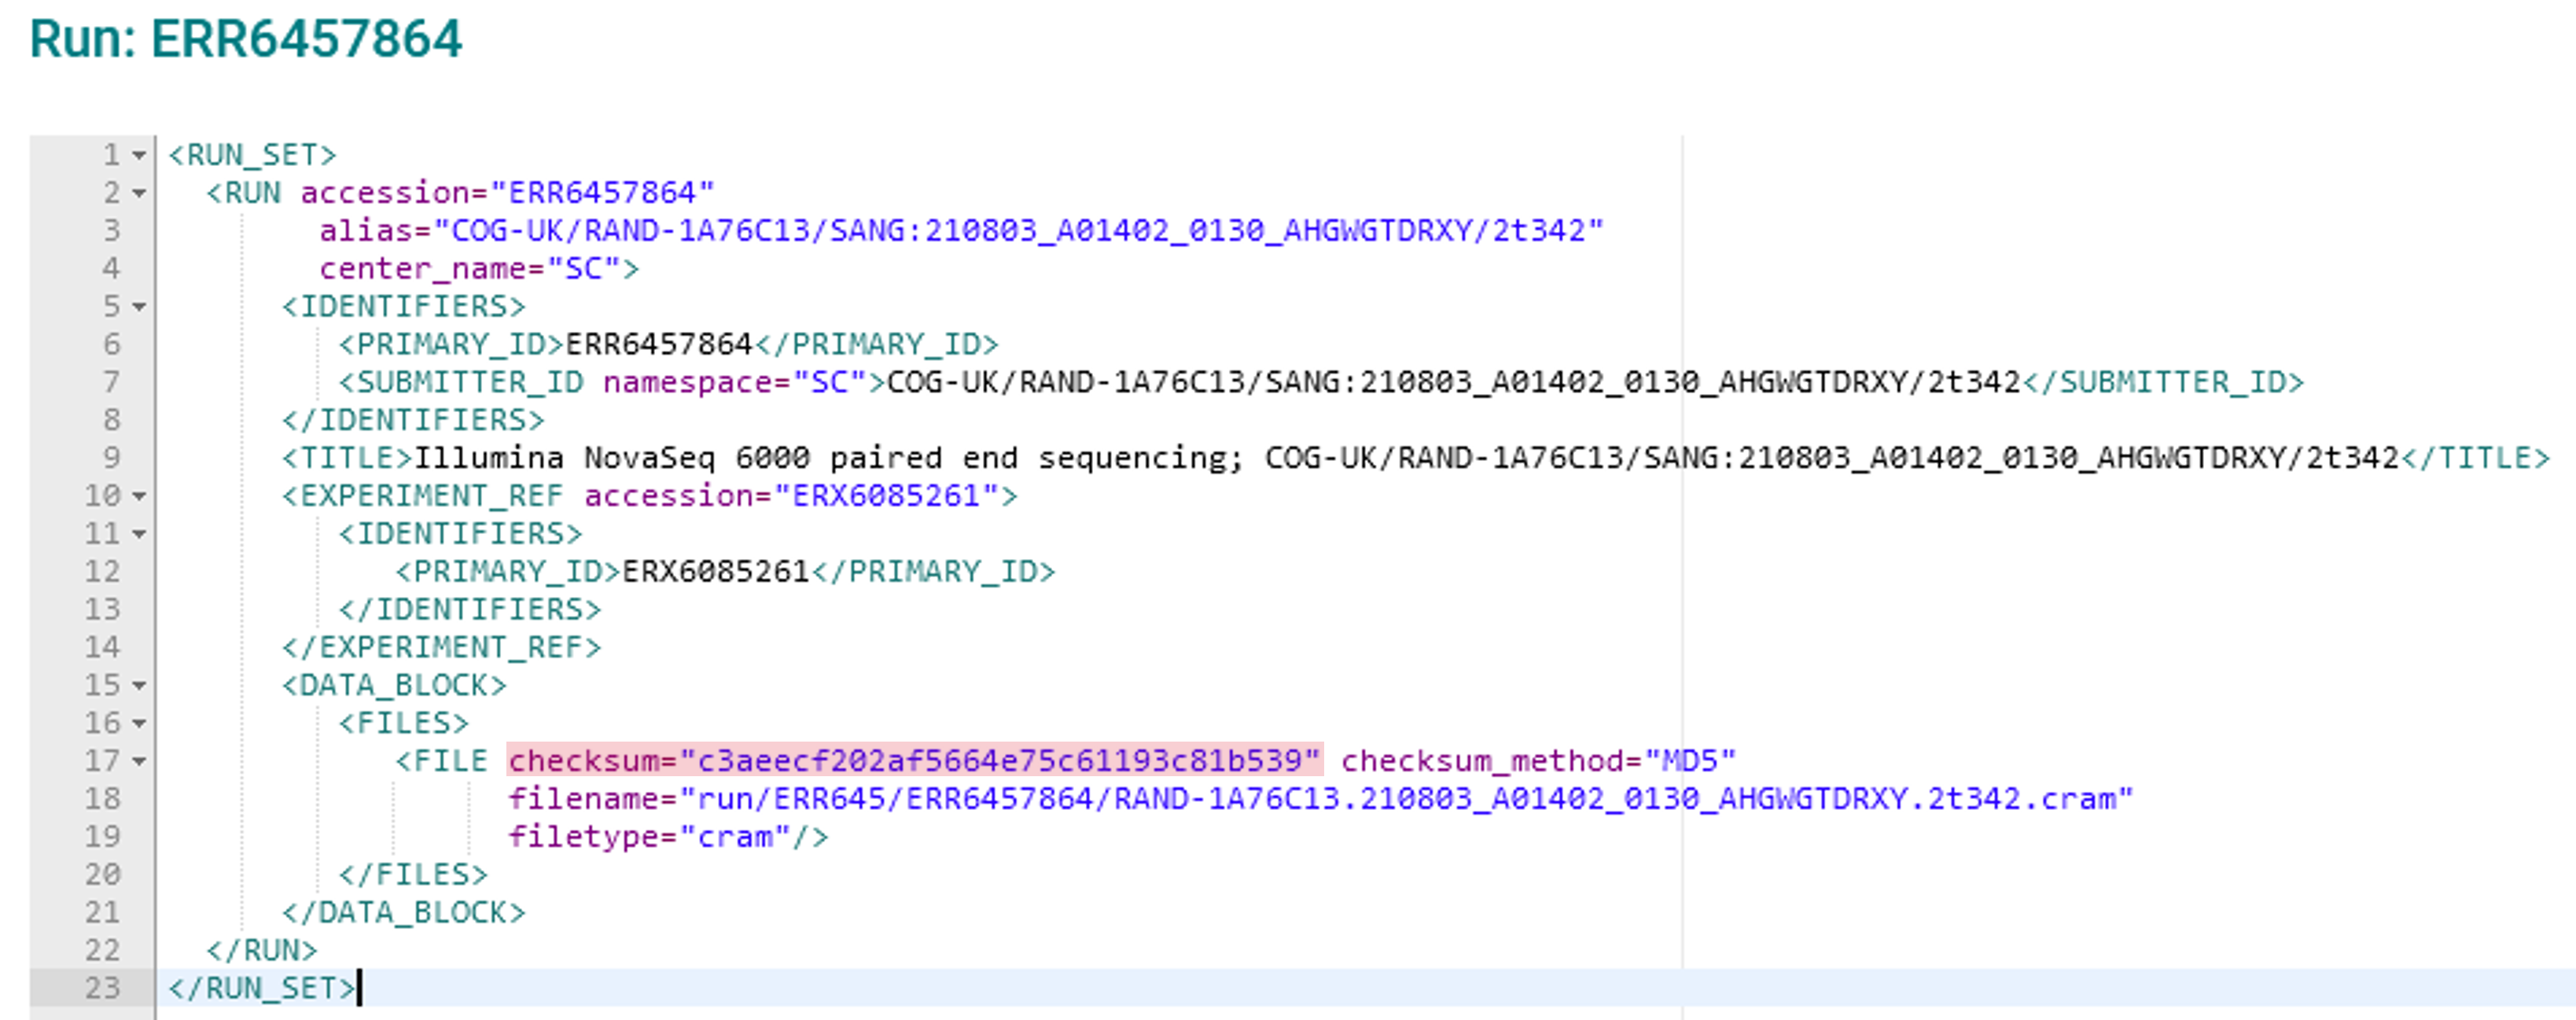 Run: ERR6457864
1 <RUN_SET>
2 <RUN accession="ERR6457864"
3 alias="COG-UK/RAND-1A76C13/SANG:210803_A01402_0130_AHGWGTDRXY/2t342"
4 center_name="SC">
5 <IDENTIFIERS>
6 <PRIMARY_ID>ERR6457864</PRIMARY_ID>
7 <SUBMITTER_ID namespace="SC">COG-UK/RAND-1A76C13/SANG:210803_A01402_0130_AHGWGTDRXY/2t342</SUBMITTER_ID>
8 </IDENTIFIERS>
9 <TITLE>Illumina NovaSeq 6000 paired end sequencing; COG-UK/RAND-1A76C13/SANG:210803_A01402_0130_AHGWGTDRXY/2t342</TITLE>
10 <EXPERIMENT_REF accession="ERX6085261">
11 <IDENTIFIERS>
12 <PRIMARY_ID>ERX6085261</PRIMARY_ID>
13 </IDENTIFIERS>
14 </EXPERIMENT_REF>
15 <DATA_BLOCK>
16 <FILES>
17 <FILE checksum="c3aeecf202af5664e75c61193c81b539" checksum_method="MD5"
18 filename="run/ERR645/ERR6457864/RAND-1A76C13.210803_A01402_0130_AHGWGTDRXY.2t342.cram"
19 filetype="cram"/>
20 </FILES>
21 </DATA_BLOCK>
22 </RUN>
23 </RUN_SET>